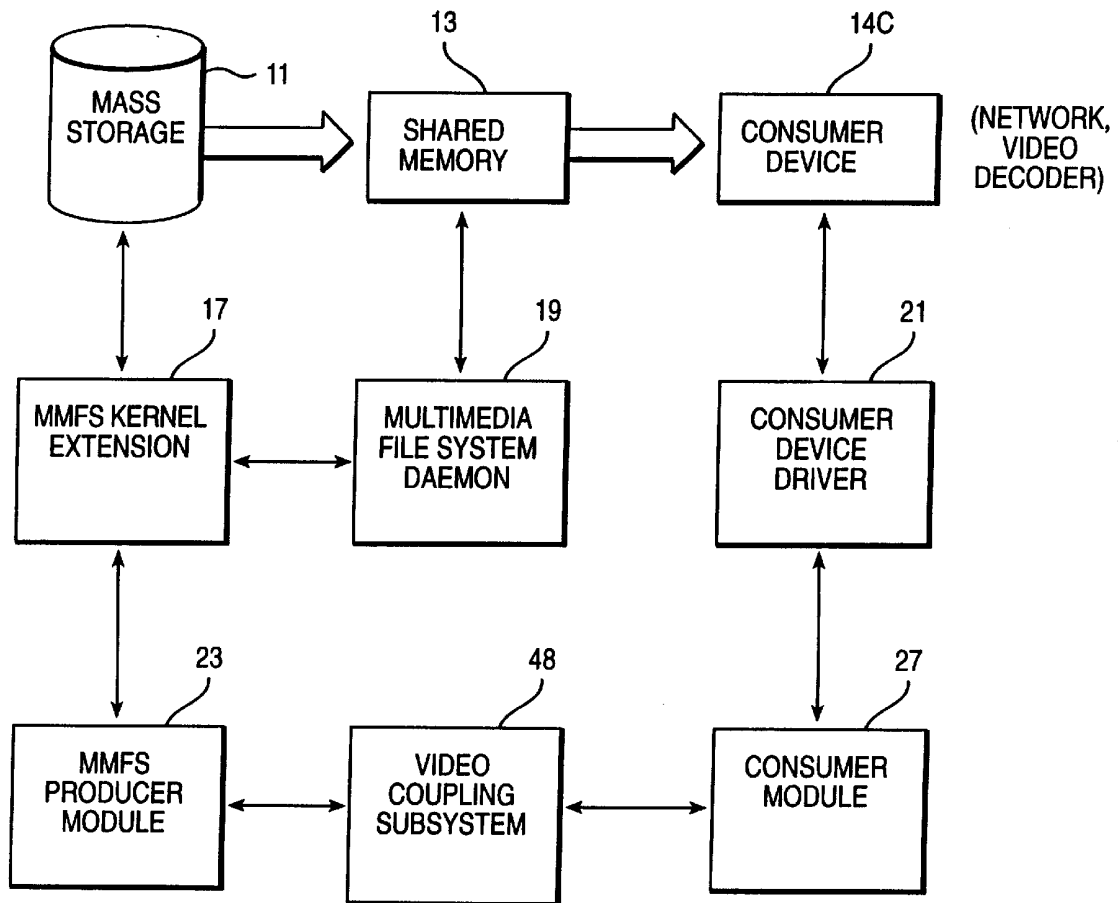 13
14C
11
MASS
STORAGE
SHARED
MEMORY
CONSUMER
DEVICE
(NETWORK,
VIDEO
DECODER)
17
19
21
MMFS KERNEL
EXTENSION
MULTIMEDIA
FILE SYSTEM
DAEMON
CONSUMER
DEVICE
DRIVER
23
48
27
MMFS
PRODUCER
MODULE
VIDEO
COUPLING
SUBSYSTEM
CONSUMER
MODULE